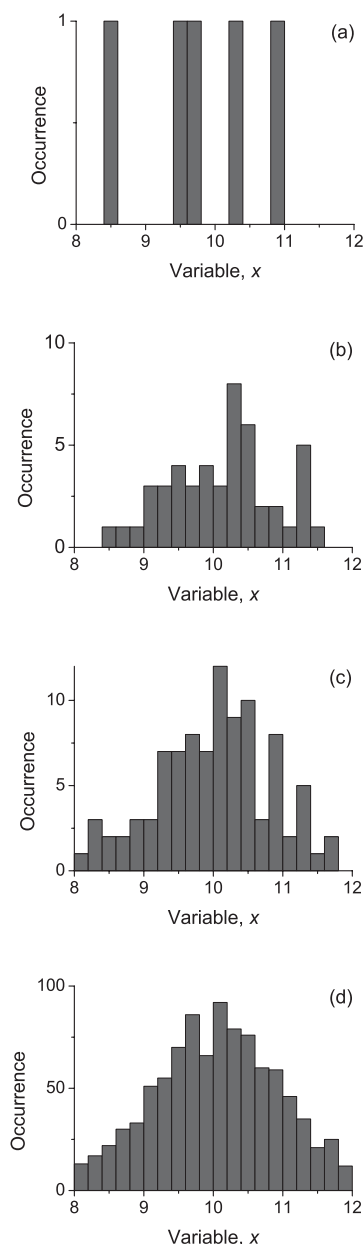 (a)
1
Occurrence
0
8 9 10 11 12
Variable, x
(b)
10
Occurrence
5
0
8 9 10 11 12
Variable, x
(c)
10
Occurrence
5
0
8 9 10 11 12
Variable, x
(d)
100
Occurrence
50
0
8 9 10 11 12
Variable, x